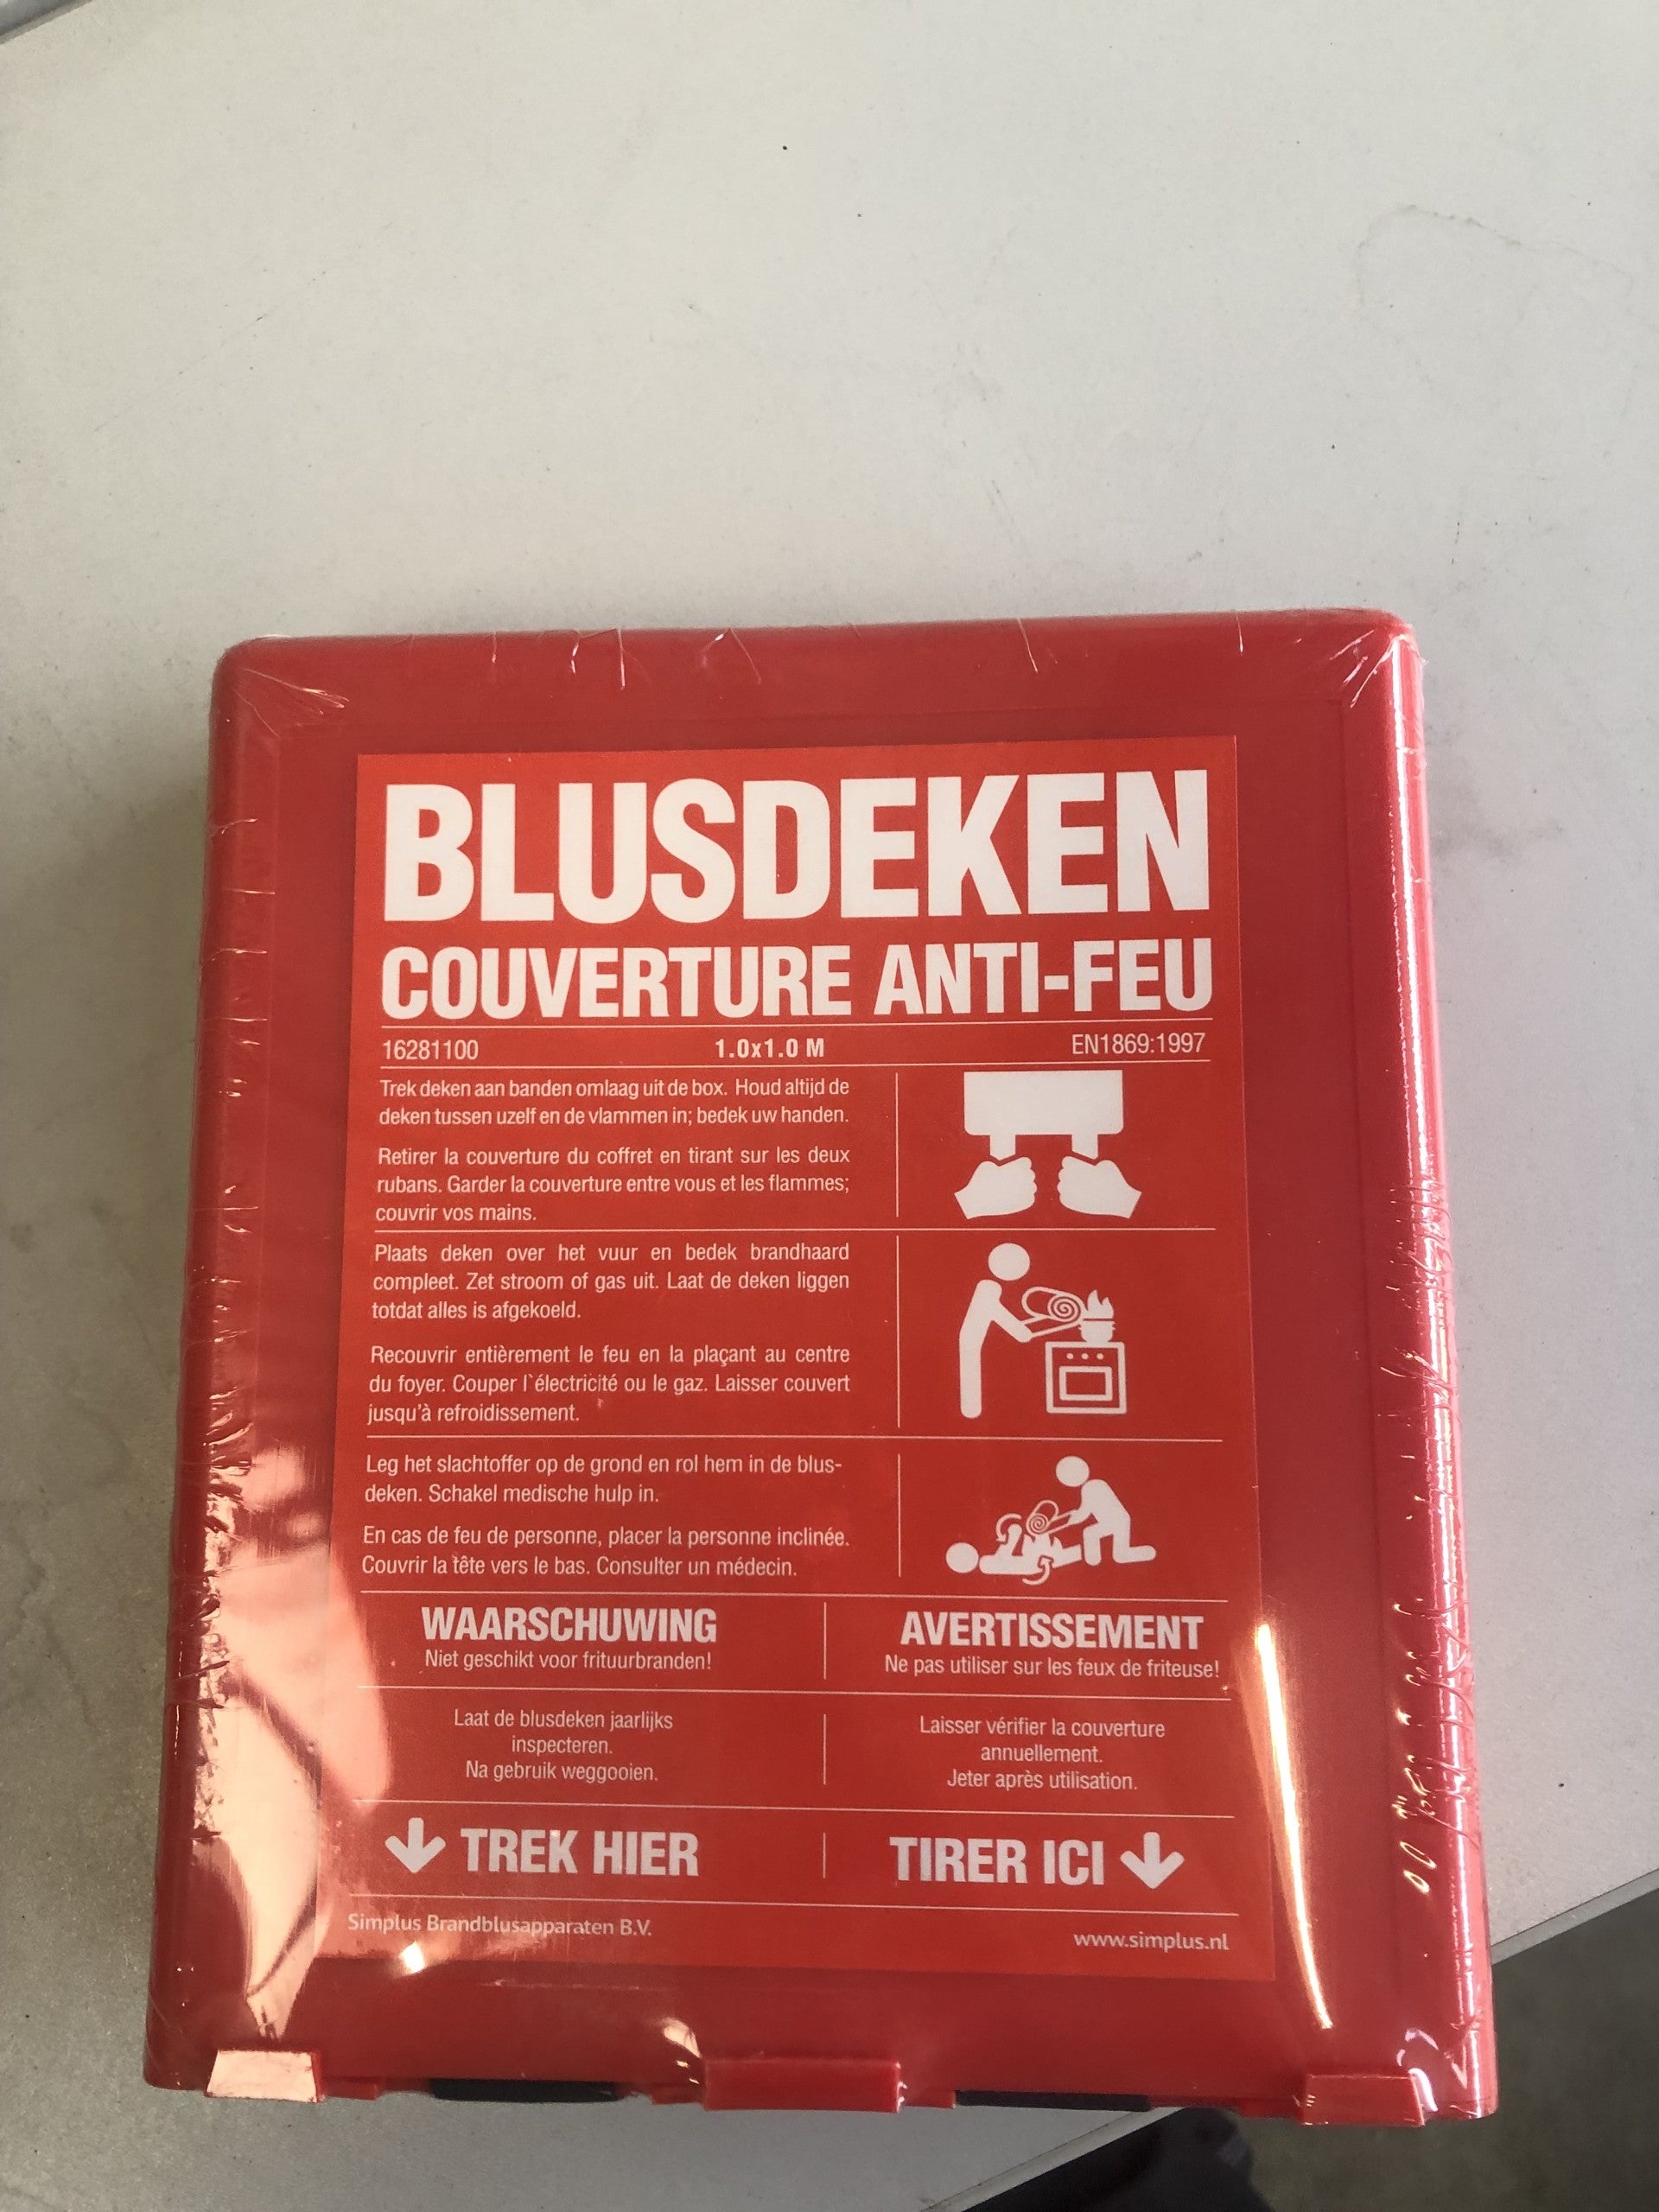 BLUSDEKEN
COUVERTURE ANTI-FEU
16281100 1.0x1.0 M EN1869:1997
Trek deken aan banden omlaag uit de box. Houd altijd de
deken tussen uzelf en de vlammen in; bedek uw handen.
Retirer la couverture du coffret en tirant sur les deux
rubans. Garder la couverture entre vous et les flammes;
couvrir vos mains.
Plaats deken over het vuur en bedek brandhaard
compleet. Zet stroom of gas uit. Laat de deken liggen
totdat alles is afgekoeld.
Recouvrir entièrement le feu en la plaçant au centre
du foyer. Couper l`électricité ou le gaz. Laisser couvert
jusqu'à refroidissement.
Leg het slachtoffer op de grond en rol hem in de blus-
deken. Schakel medische hulp in.
En cas de feu de personne, placer la personne inclinée.
Couvrir la tête vers le bas. Consulter un médecin.
WAARSCHUWING
Niet geschikt voor frituurbranden!
AVERTISSEMENT
Ne pas utiliser sur les feux de friteuse!
Laat de blusdeken jaarlijks
inspecteren.
Na gebruik weggooien.
Laisser vérifier la couverture
annuellement.
Jeter après utilisation.
TREK HIER
TIRER ICI
Simplus Brandblusapparaten B.V.
www.simplus.nl